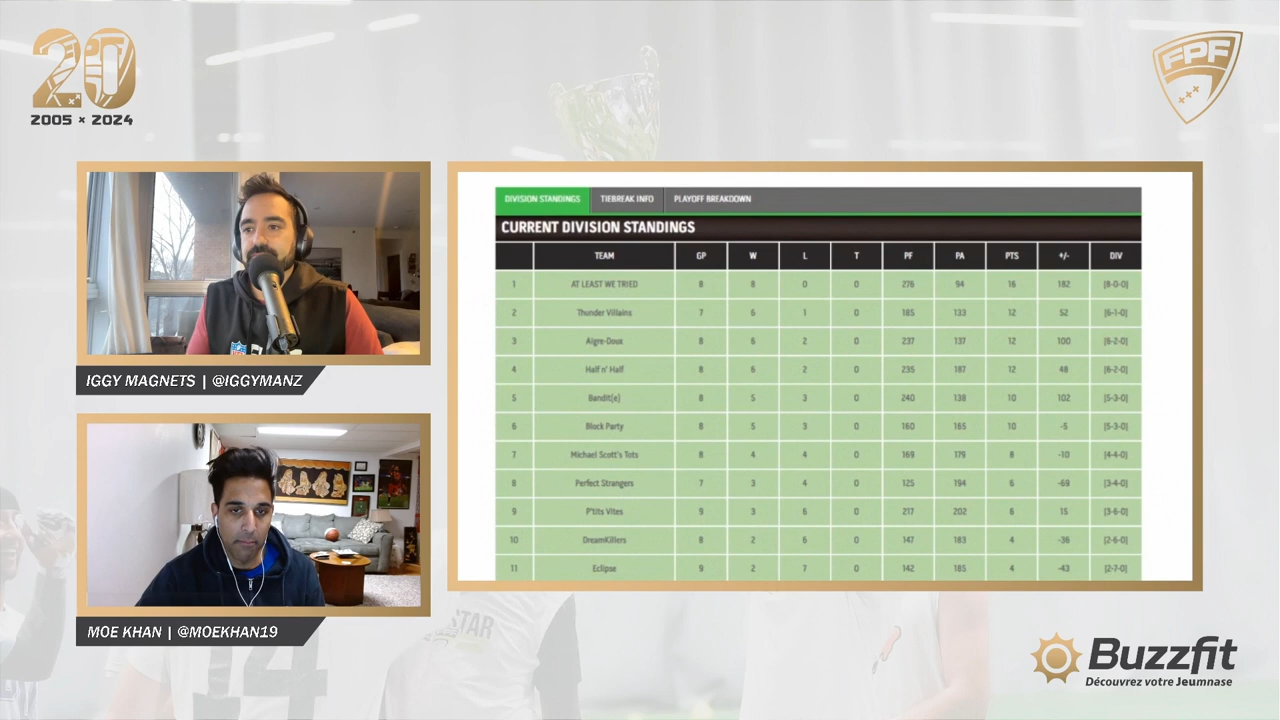 20
2005 × 2024
FPF
IGGY MAGNETS | @IGGYMANZ
MOE KHAN | @MOEKHAN19
DIVISION STANDINGS TIEBREAK INFO PLAYOFF BREAKDOWN
CURRENT DIVISION STANDINGS
TEAM GP W L T PF PA PTS +/- DIV
1 AT LEAST WE TRIED 8 8 0 0 276 94 16 182 [8-0-0]
2 Thunder Villains 7 6 1 0 185 133 12 52 [6-1-0]
3 Aigre-Doux 8 6 2 0 237 137 12 100 [6-2-0]
4 Half n' Half 8 6 2 0 235 187 12 48 [6-2-0]
5 Bandit(e) 8 5 3 0 240 138 10 102 [5-3-0]
6 Block Party 8 5 3 0 160 165 10 -5 [5-3-0]
7 Michael Scott's Tots 8 4 4 0 169 179 8 -10 [4-4-0]
8 Perfect Strangers 7 3 4 0 125 194 6 -69 [3-4-0]
9 P'tits Vites 9 3 6 0 217 202 6 15 [3-6-0]
10 DreamKillers 8 2 6 0 147 183 4 -36 [2-6-0]
11 Eclipse 9 2 7 0 142 185 4 -43 [2-7-0]
NFL
STAR
14
Buzzfit
Découvrez votre Jeumnase